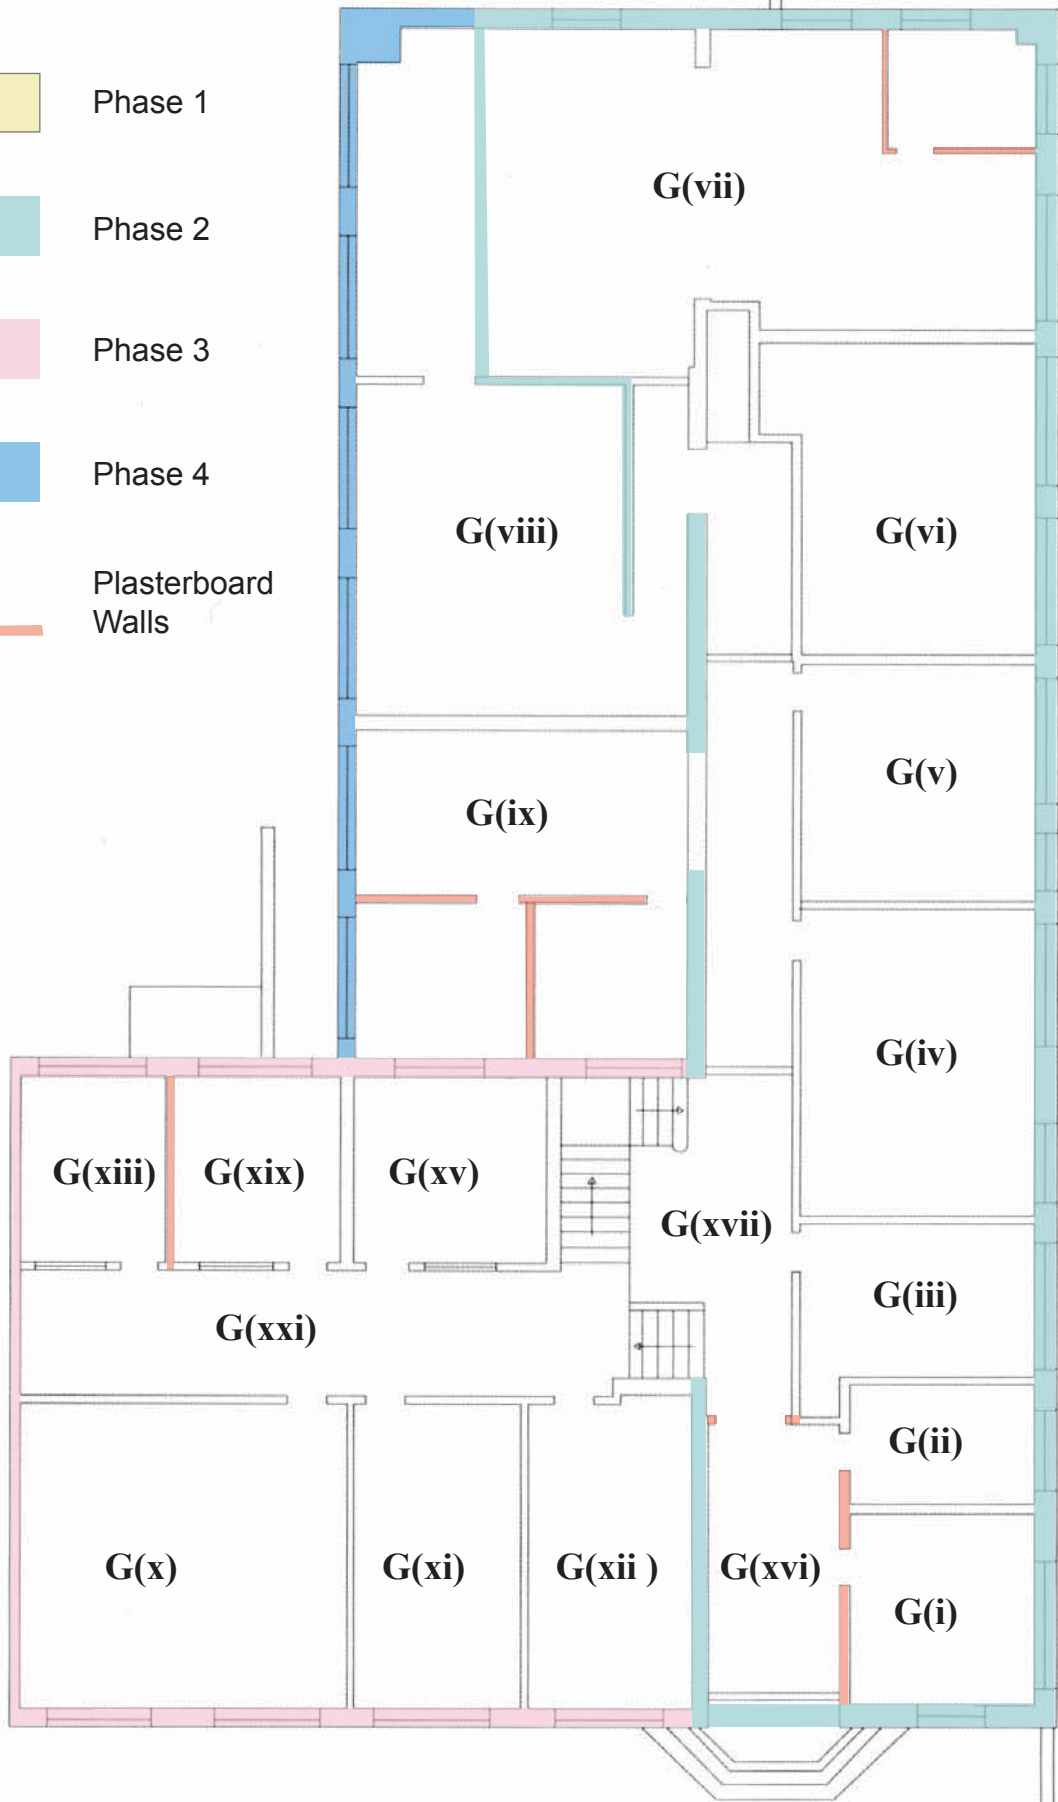 Phase 1
Phase 2
Phase 3
Phase 4
Plasterboard
Walls
G(vii)
G(viii)
G(vi)
G(v)
G(ix)
G(iv)
G(xiii)
G(xix)
G(xv)
G(xvii)
G(iii)
G(xxi)
G(ii)
G(x)
G(xi)
G(xii )
G(xvi)
G(i)